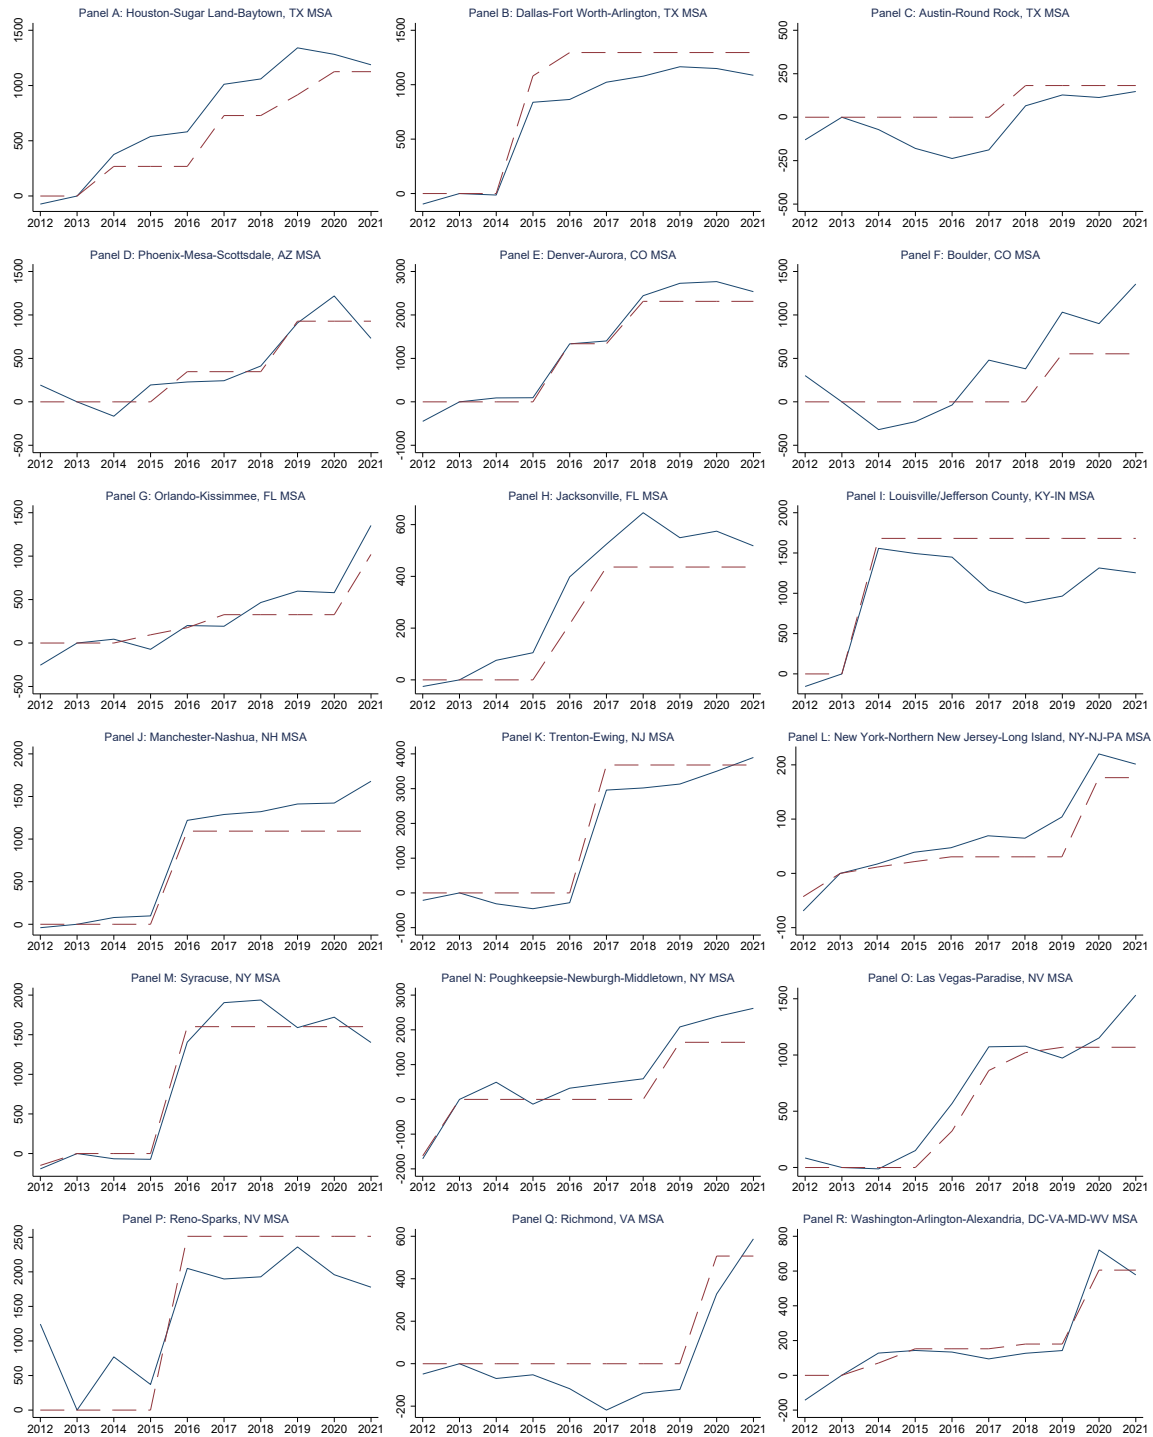 Panel A: Houston-Sugar Land-Baytown, TX MSA
1500
1000
500
0
2012 2013 2014 2015 2016 2017 2018 2019 2020 2021
Panel B: Dallas-Fort Worth-Arlington, TX MSA
1500
1000
500
0
2012 2013 2014 2015 2016 2017 2018 2019 2020 2021
Panel C: Austin-Round Rock, TX MSA
500
250
0
-250
-500
2012 2013 2014 2015 2016 2017 2018 2019 2020 2021
Panel D: Phoenix-Mesa-Scottsdale, AZ MSA
1500
1000
500
0
-500
2012 2013 2014 2015 2016 2017 2018 2019 2020 2021
Panel E: Denver-Aurora, CO MSA
3000
2000
1000
0
-1000
2012 2013 2014 2015 2016 2017 2018 2019 2020 2021
Panel F: Boulder, CO MSA
1500
1000
500
0
-500
2012 2013 2014 2015 2016 2017 2018 2019 2020 2021
Panel G: Orlando-Kissimmee, FL MSA
1500
1000
500
0
-500
2012 2013 2014 2015 2016 2017 2018 2019 2020 2021
Panel H: Jacksonville, FL MSA
600
400
200
0
2012 2013 2014 2015 2016 2017 2018 2019 2020 2021
Panel I: Louisville/Jefferson County, KY-IN MSA
2000
1500
1000
500
0
2012 2013 2014 2015 2016 2017 2018 2019 2020 2021
Panel J: Manchester-Nashua, NH MSA
2000
1500
1000
500
0
2012 2013 2014 2015 2016 2017 2018 2019 2020 2021
Panel K: Trenton-Ewing, NJ MSA
4000
3000
2000
1000
0
-1000
2012 2013 2014 2015 2016 2017 2018 2019 2020 2021
Panel L: New York-Northern New Jersey-Long Island, NY-NJ-PA MSA
200
100
0
-100
2012 2013 2014 2015 2016 2017 2018 2019 2020 2021
Panel M: Syracuse, NY MSA
2000
1500
1000
500
0
2012 2013 2014 2015 2016 2017 2018 2019 2020 2021
Panel N: Poughkeepsie-Newburgh-Middletown, NY MSA
3000
2000
1000
0
-1000
-2000
2012 2013 2014 2015 2016 2017 2018 2019 2020 2021
Panel O: Las Vegas-Paradise, NV MSA
1500
1000
500
0
2012 2013 2014 2015 2016 2017 2018 2019 2020 2021
Panel P: Reno-Sparks, NV MSA
2500
2000
1500
1000
500
0
2012 2013 2014 2015 2016 2017 2018 2019 2020 2021
Panel Q: Richmond, VA MSA
600
400
200
0
-200
2012 2013 2014 2015 2016 2017 2018 2019 2020 2021
Panel R: Washington-Arlington-Alexandria, DC-VA-MD-WV MSA
800
600
400
200
0
-200
2012 2013 2014 2015 2016 2017 2018 2019 2020 2021